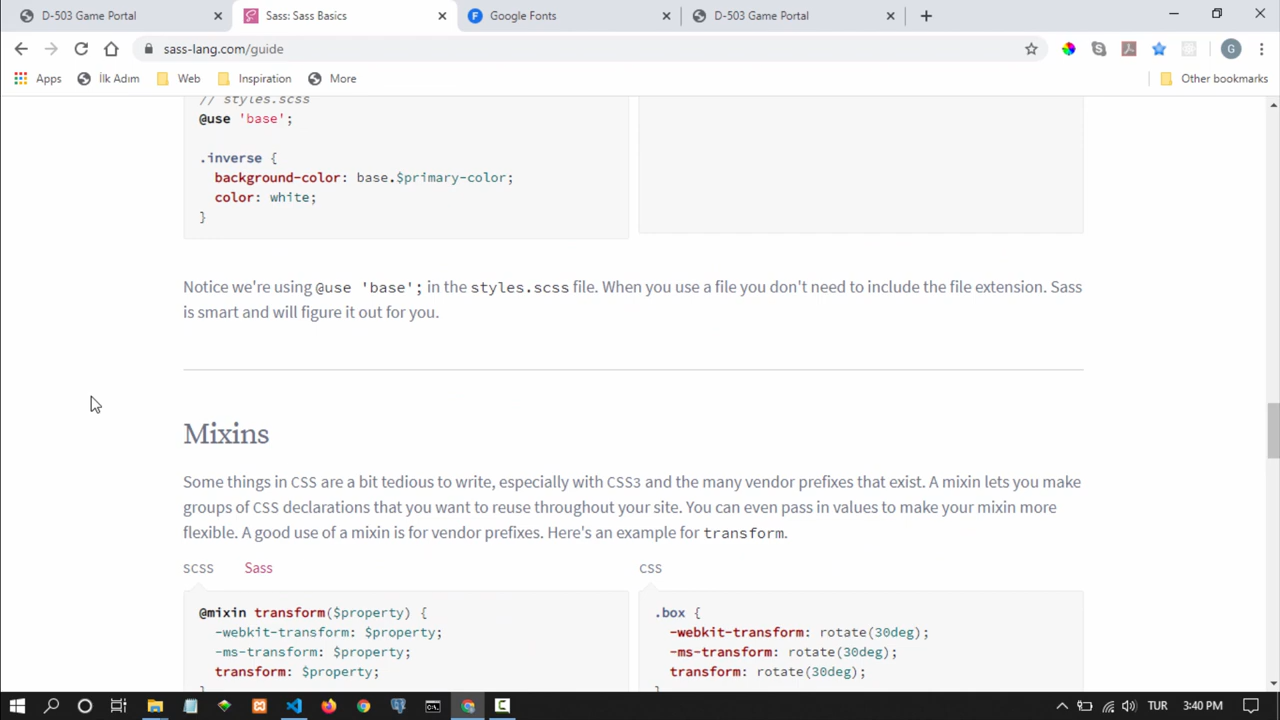 D-503 Game Portal
Sass: Sass Basics
Google Fonts
D-503 Game Portal
sass-lang.com/guide
G
Apps
İlk Adım
Web
Inspiration
More
Other bookmarks
// styles.scss
@use 'base';
.inverse {
background-color: base.$primary-color;
color: white;
}
Notice we're using @use 'base'; in the styles.scss file. When you use a file you don't need to include the file extension. Sass
is smart and will figure it out for you.
Mixins
Some things in CSS are a bit tedious to write, especially with CSS3 and the many vendor prefixes that exist. A mixin lets you make
groups of CSS declarations that you want to reuse throughout your site. You can even pass in values to make your mixin more
flexible. A good use of a mixin is for vendor prefixes. Here's an example for transform.
SCSS Sass
CSS
@mixin transform($property) {
-webkit-transform: $property;
-ms-transform: $property;
transform: $property;
}
.box {
-webkit-transform: rotate(30deg);
-ms-transform: rotate(30deg);
transform: rotate(30deg);
}
TUR
3:40 PM